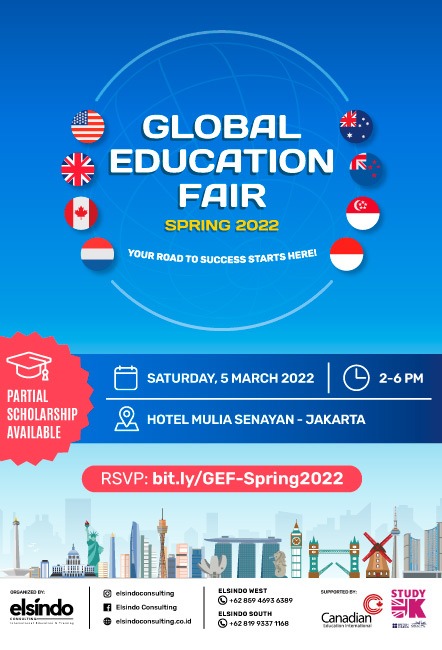 GLOBAL
EDUCATION
FAIR
SPRING 2022
YOUR ROAD TO SUCCESS STARTS HERE!
PARTIAL
SCHOLARSHIP
AVAILABLE
SATURDAY, 5 MARCH 2022
2-6 PM
HOTEL MULIA SENAYAN - JAKARTA
RSVP: bit.ly/GEF-Spring2022
ORGANIZED BY:
elsindo
CONSULTING
International Education & Training
elsindoconsulting
Elsindo Consulting
elsindoconsulting.co.id
ELSINDO WEST
+62 859 4693 6389
ELSINDO SOUTH
+62 819 9337 1168
SUPPORTED BY:
Canadian
Education International
STUDY
UK